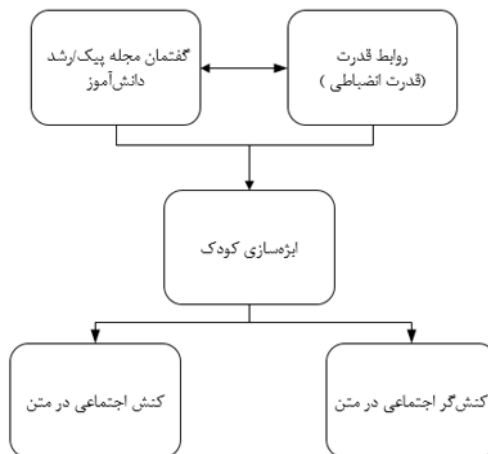 روابط قدرت
(قدرت انضباطی )
گفتمان مجله پیک/رشد
دانش‌آموز
ابژه‌سازی کودک
کنش‌گر اجتماعی در متن
کنش اجتماعی در متن